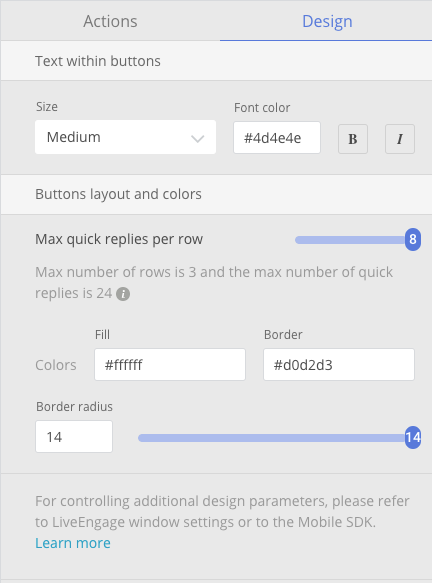 Actions Design
Text within buttons
Size Font color
Medium #4d4e4e B I
Buttons layout and colors
Max quick replies per row 8
Max number of rows is 3 and the max number of quick
replies is 24 i
Fill Border
Colors #ffffff #d0d2d3
Border radius
14 14
For controlling additional design parameters, please refer
to LiveEngage window settings or to the Mobile SDK.
Learn more